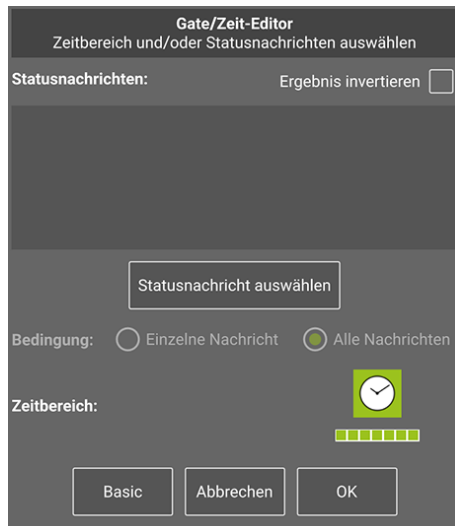 Gate/Zeit-Editor
Zeitbereich und/oder Statusnachrichten auswählen
Statusnachrichten: Ergebnis invertieren
Statusnachricht auswählen
Bedingung: Einzelne Nachricht Alle Nachrichten
Zeitbereich:
Basic Abbrechen OK